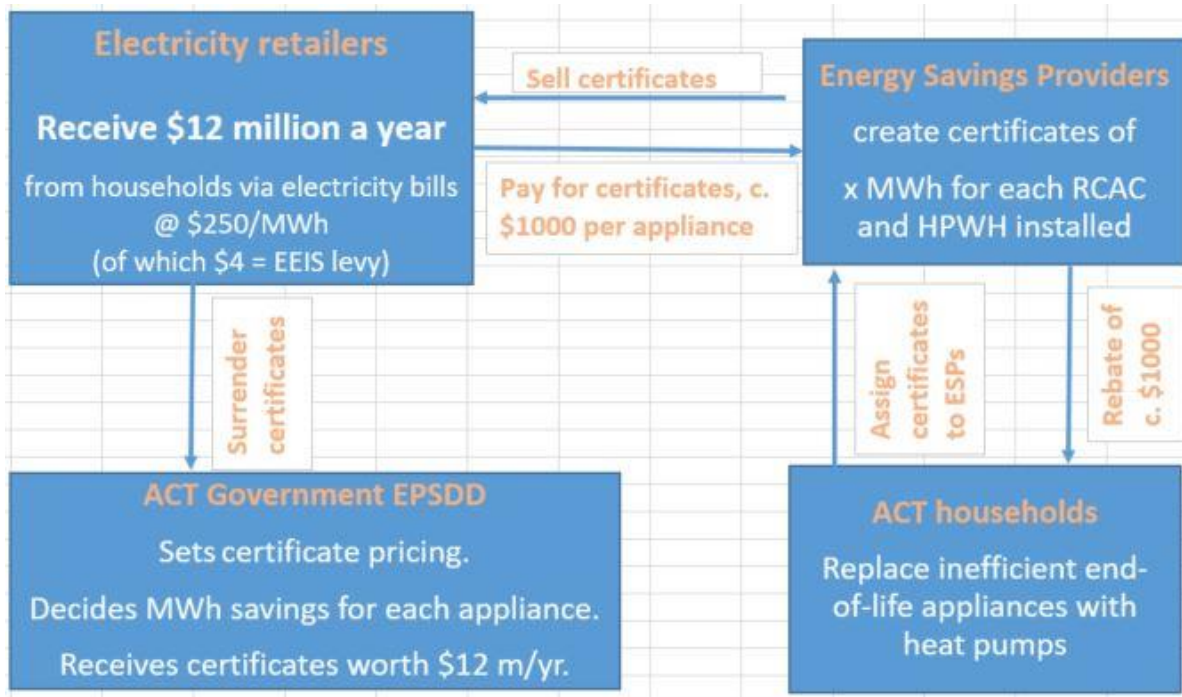 Electricity retailers
Receive $12 million a year
from households via electricity bills
@ $250/MWh
(of which $4 = EEIS levy)
Sell certificates
Pay for certificates, c.
$1000 per appliance
Energy Savings Providers
create certificates of
x MWh for each RCAC
and HPWH installed
Surrender
certificates
Assign
certificates
to ESPs
Rebate of
c. $1000
ACT Government EPSDD
Sets certificate pricing.
Decides MWh savings for each appliance.
Receives certificates worth $12 m/yr.
ACT households
Replace inefficient end-
of-life appliances with
heat pumps